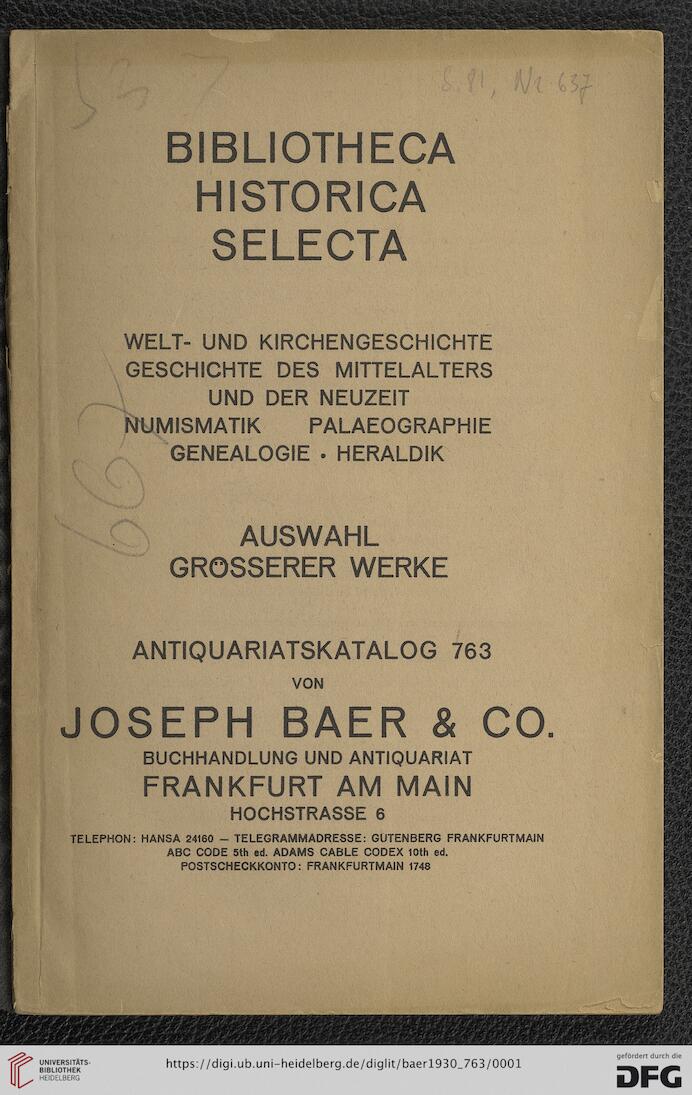 537
S. 81, Nr 637
BIBLIOTHECA
HISTORICA
SELECTA
WELT- UND KIRCHENGESCHICHTE
GESCHICHTE DES MITTELALTERS
UND DER NEUZEIT
NUMISMATIK PALAEOGRAPHIE
GENEALOGIE • HERALDIK
667
AUSWAHL
GRÖSSERER WERKE
ANTIQUARIATSKATALOG 763
VON
JOSEPH BAER & CO.
BUCHHANDLUNG UND ANTIQUARIAT
FRANKFURT AM MAIN
HOCHSTRASSE 6
TELEPHON: HANSA 24160 — TELEGRAMMADRESSE: GUTENBERG FRANKFURTMAIN
ABC CODE 5th ed. ADAMS CABLE CODEX 10th ed.
POSTSCHECKKONTO: FRANKFURTMAIN 1748
UNIVERSITÄTS-
BIBLIOTHEK
HEIDELBERG
https://digi.ub.uni-heidelberg.de/diglit/baer1930_763/0001
gefördert durch die
DFG